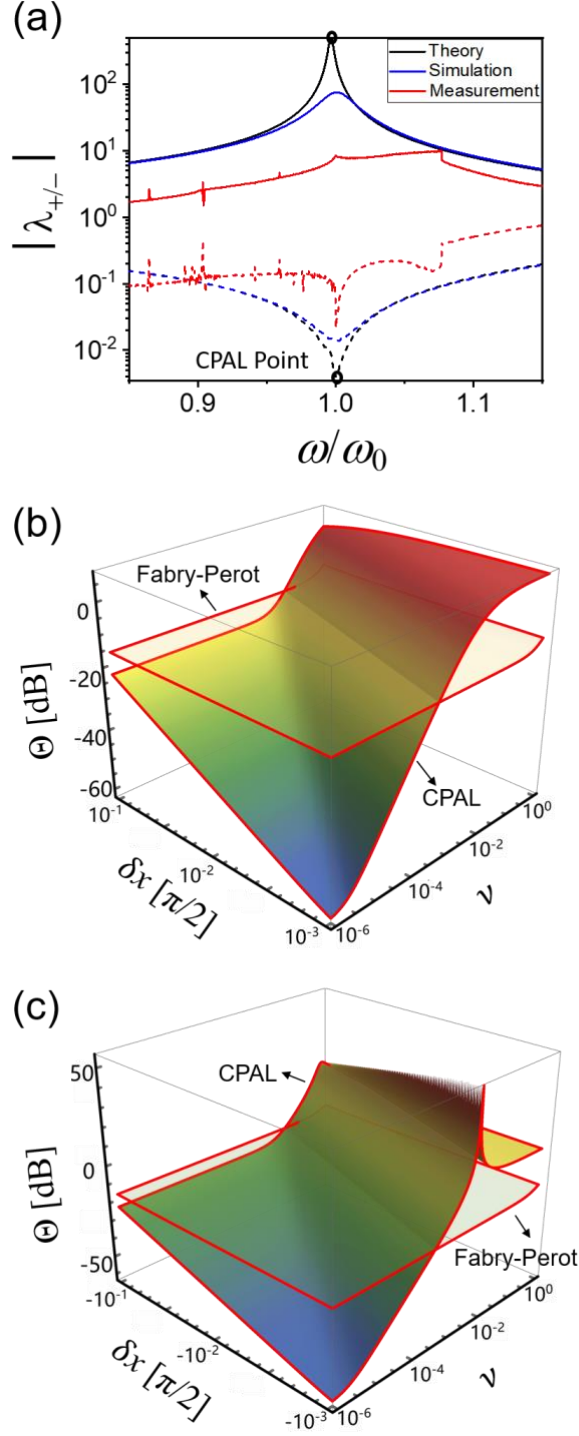 (a)
|λ+/-|
10²
10¹
10⁰
10⁻¹
10⁻²
Theory
Simulation
Measurement
CPAL Point
0.9
1.0
1.1
ω/ω₀
(b)
Θ [dB]
0
-20
-40
-60
Fabry-Perot
CPAL
10⁻¹
10⁻²
10⁻³
δx [π/2]
10⁻⁶
10⁻⁴
10⁻²
10⁰
ν
(c)
Θ [dB]
50
0
-50
CPAL
Fabry-Perot
-10⁻¹
-10⁻²
-10⁻³
δx [π/2]
10⁻⁶
10⁻⁴
10⁻²
10⁰
ν